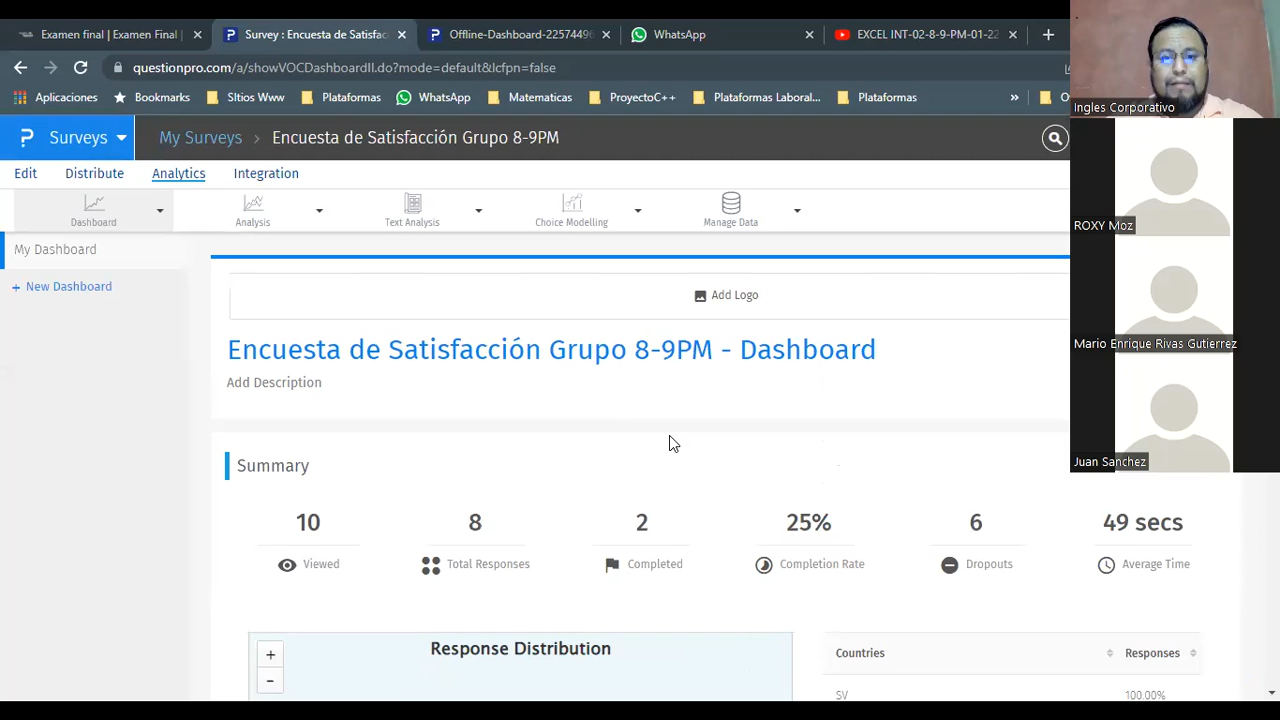 Examen final | Examen Final |
Survey : Encuesta de Satisfac
Offline-Dashboard-22574496
WhatsApp
EXCEL INT-02-8-9-PM-01-22
questionpro.com/a/showVOCDashboardII.do?mode=default&lcfpn=false
Aplicaciones
Bookmarks
SItios Www
Plataformas
WhatsApp
Matematicas
ProyectoC++
Plataformas Laboral...
Plataformas
Ingles Corporativo
Surveys
My Surveys > Encuesta de Satisfacción Grupo 8-9PM
Edit
Distribute
Analytics
Integration
Dashboard
Analysis
Text Analysis
Choice Modelling
Manage Data
ROXY Moz
My Dashboard
+ New Dashboard
Add Logo
Encuesta de Satisfacción Grupo 8-9PM - Dashboard
Mario Enrique Rivas Gutierrez
Add Description
Juan Sanchez
Summary
10
8
2
25%
6
49 secs
Viewed
Total Responses
Completed
Completion Rate
Dropouts
Average Time
+
-
Response Distribution
Countries
Responses
SV
100.00%